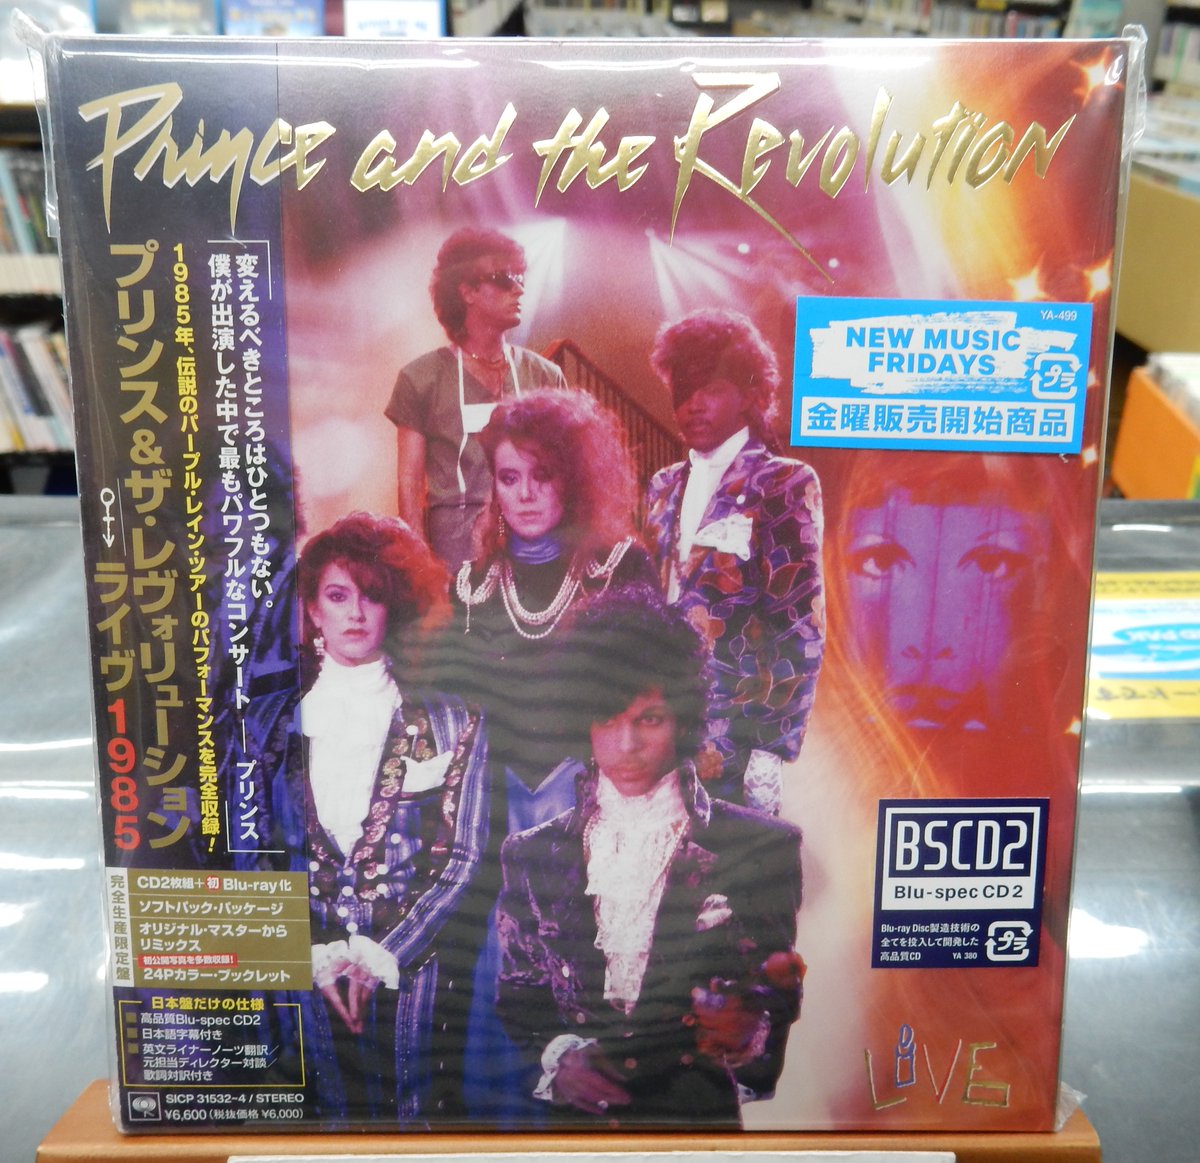 Prince and the Revolution
変えるべきところはひとつもない。
僕が出演した中で最もパワフルなコンサート ── プリンス
1985年、伝説のパープル・レイン・ツアーのパフォーマンスを完全収録!
プリンス&ザ・レヴォリューション
ライヴ1985
YA-499
NEW MUSIC
FRIDAYS
プラ
金曜販売開始商品
BSCD2
Blu-spec CD2
Blu-ray Disc製造技術の
全てを投入して開発した
高品質CD
YA 380
プラ
完全生産限定盤
CD2枚組+初Blu-ray化
ソフトパック・パッケージ
オリジナル・マスターから
リミックス
初公開写真を多数収録!
24Pカラー・ブックレット
日本盤だけの仕様
■高品質Blu-spec CD2
■日本語字幕付き
■英文ライナーノーツ翻訳/
元担当ディレクター対談/
歌詞対訳付き
SICP 31532~4 / STEREO
¥6,600(税抜価格 ¥6,000)
LiVE